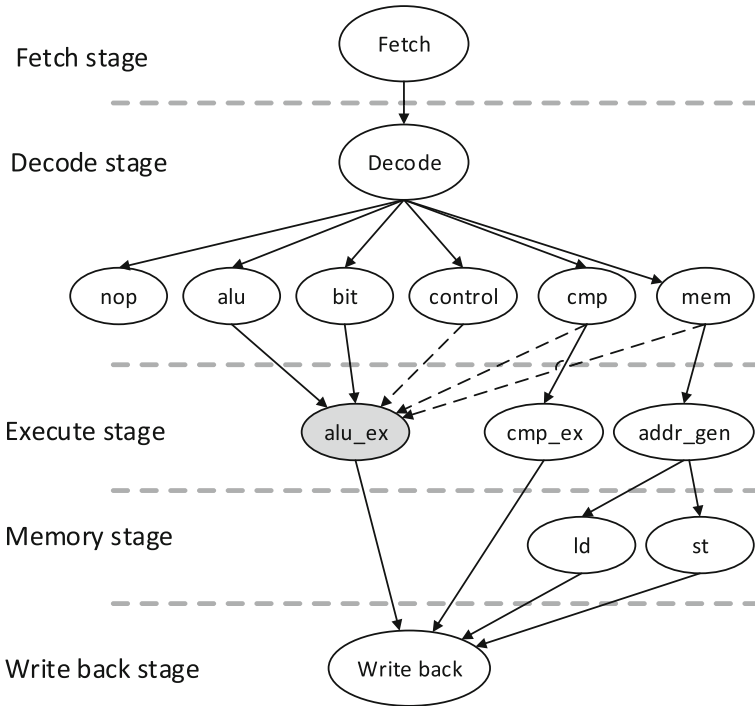 Fetch stage
Fetch
Decode stage
Decode
nop alu bit control cmp mem
Execute stage
alu_ex cmp_ex addr_gen
Memory stage
ld st
Write back stage
Write back